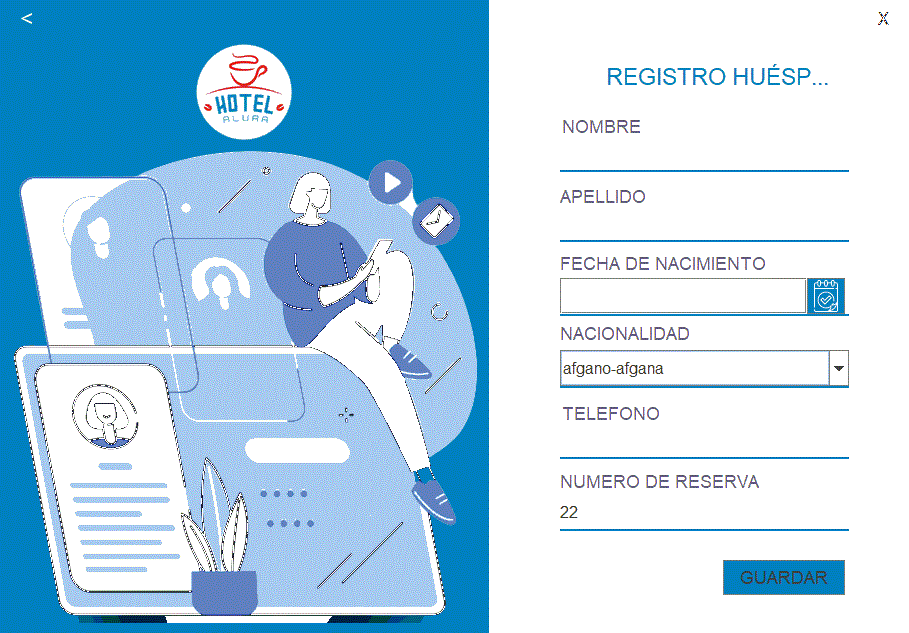 <
X
HOTEL
ALURA
REGISTRO HUÉSP...
NOMBRE
APELLIDO
FECHA DE NACIMIENTO
NACIONALIDAD
afgano-afgana
TELEFONO
NUMERO DE RESERVA
22
GUARDAR